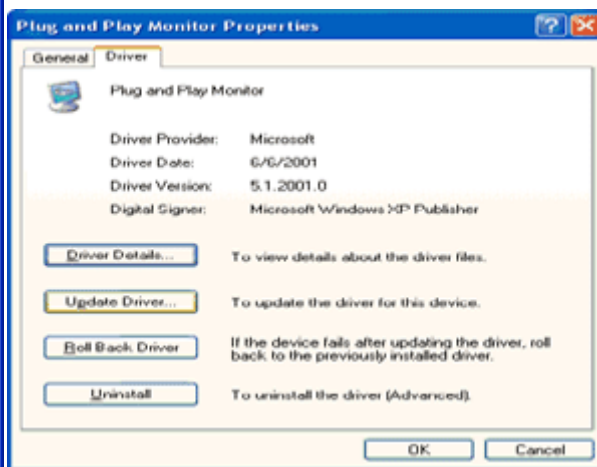 Plug and Play Monitor Properties
General Driver
Plug and Play Monitor
Driver Provider: Microsoft
Driver Date: 6/6/2001
Driver Version: 5.1.2001.0
Digital Signer: Microsoft Windows XP Publisher
Driver Details... To view details about the driver files.
Update Driver... To update the driver for this device.
Roll Back Driver If the device fails after updating the driver, roll
back to the previously installed driver.
Uninstall To uninstall the driver (Advanced).
OK Cancel